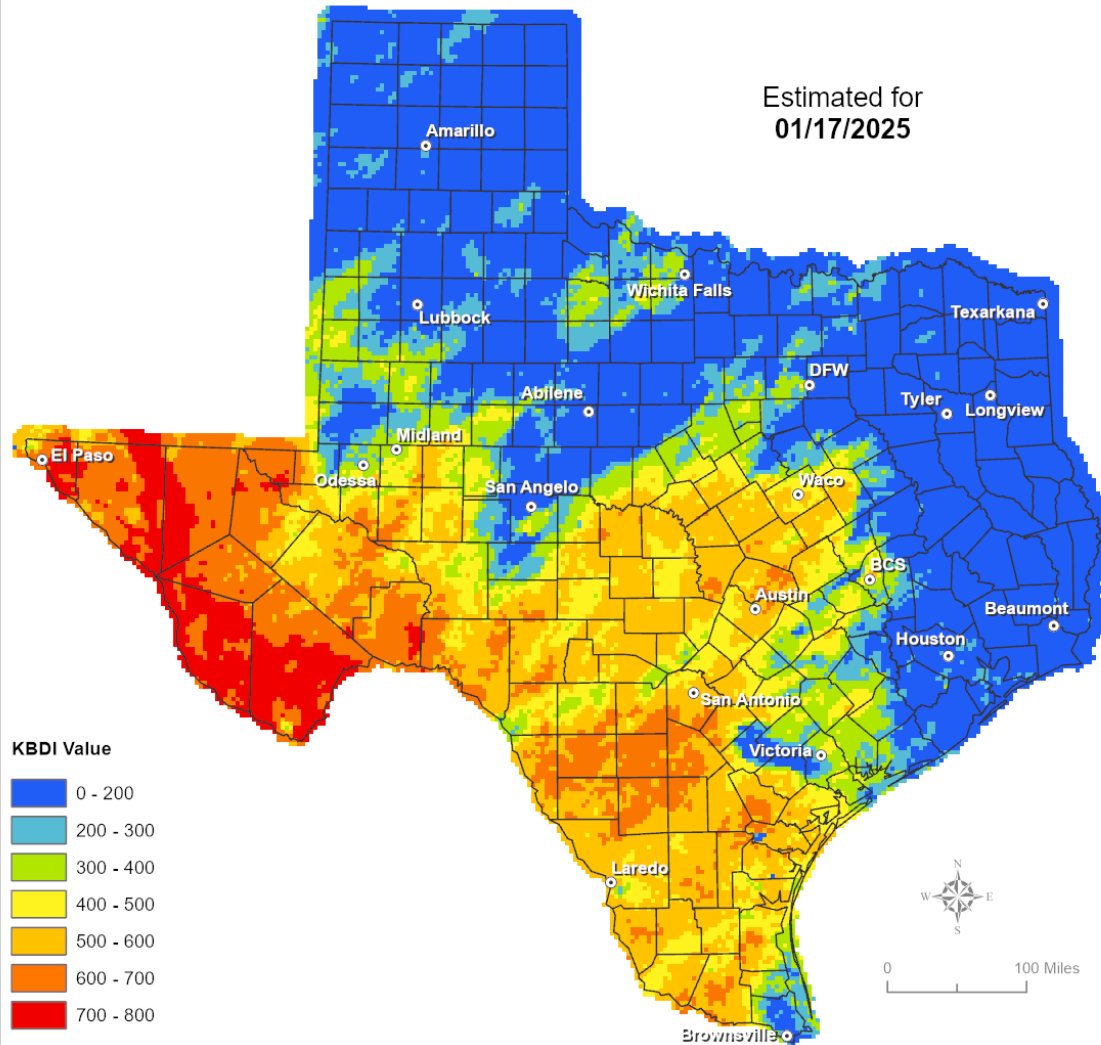 Estimated for
01/17/2025
Amarillo
Wichita Falls
Lubbock
Texarkana
DFW
Abilene
Tyler
Longview
Midland
El Paso
Odessa
San Angelo
Waco
BCS
Austin
Beaumont
Houston
San Antonio
Victoria
KBDI Value
0 - 200
200 - 300
300 - 400
400 - 500
500 - 600
600 - 700
700 - 800
Laredo
N
W E
S
0 100 Miles
Brownsville